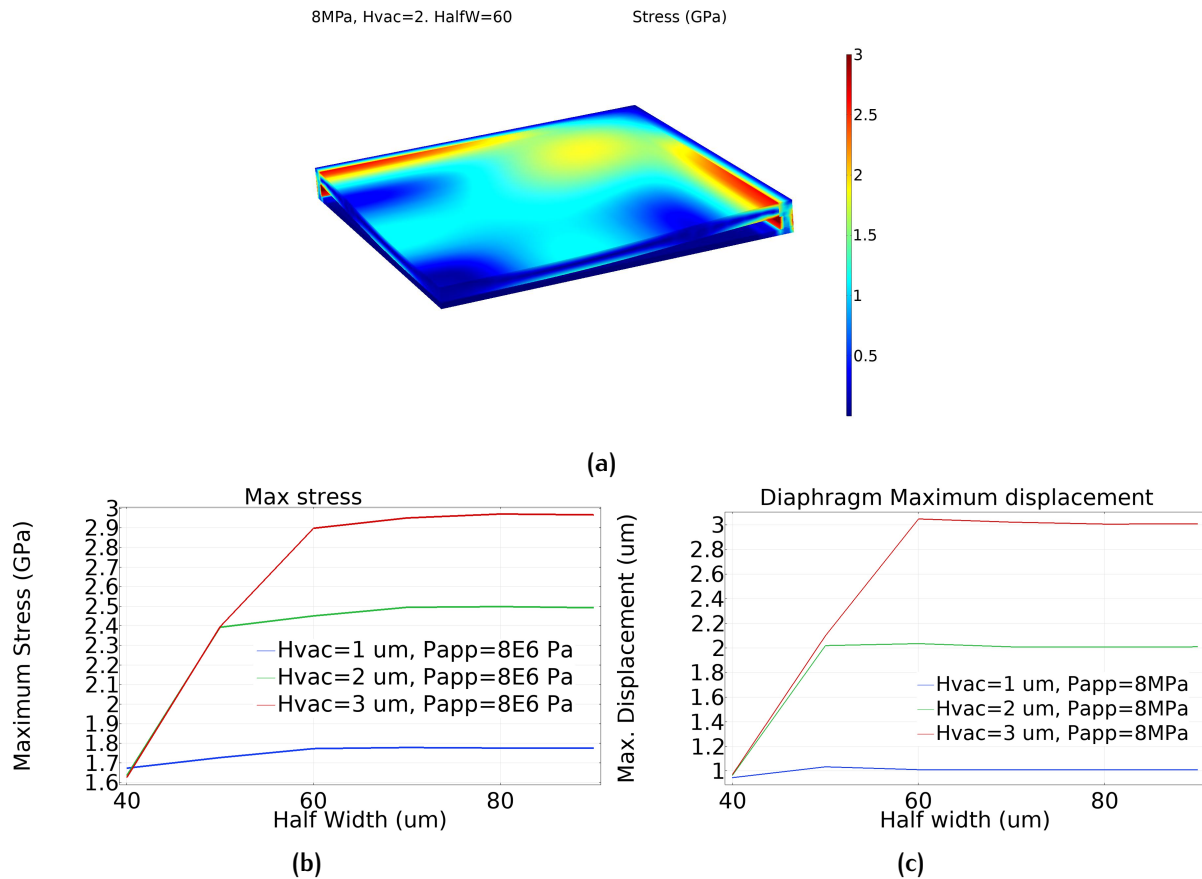 8MPa, Hvac=2. HalfW=60 Stress (GPa)
3
2.5
2
1.5
1
0.5
(a)
Max stress
Maximum Stress (GPa)
3
2.9
2.8
2.7
2.6
2.5
2.4
2.3
2.2
2.1
2
1.9
1.8
1.7
1.6
Hvac=1 um, Papp=8E6 Pa
Hvac=2 um, Papp=8E6 Pa
Hvac=3 um, Papp=8E6 Pa
40 60 80
Half Width (um)
(b)
Diaphragm Maximum displacement
Max. Displacement (um)
3
2.8
2.6
2.4
2.2
2
1.8
1.6
1.4
1.2
1
Hvac=1 um, Papp=8MPa
Hvac=2 um, Papp=8MPa
Hvac=3 um, Papp=8MPa
40 60 80
Half width (um)
(c)